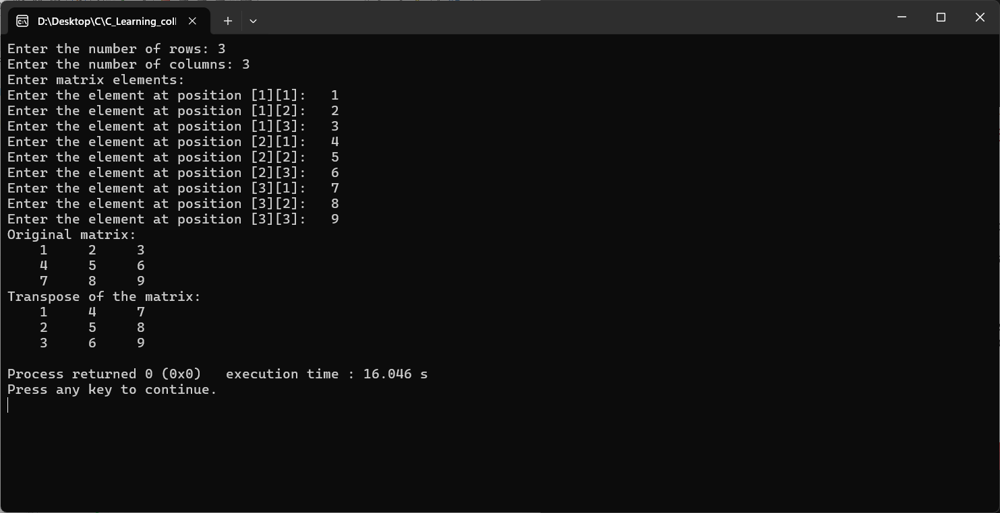 D:\Desktop\C\C_Learning_coll
Enter the number of rows: 3
Enter the number of columns: 3
Enter matrix elements:
Enter the element at position [1][1]:   1
Enter the element at position [1][2]:   2
Enter the element at position [1][3]:   3
Enter the element at position [2][1]:   4
Enter the element at position [2][2]:   5
Enter the element at position [2][3]:   6
Enter the element at position [3][1]:   7
Enter the element at position [3][2]:   8
Enter the element at position [3][3]:   9
Original matrix:
    1     2     3
    4     5     6
    7     8     9
Transpose of the matrix:
    1     4     7
    2     5     8
    3     6     9
Process returned 0 (0x0)   execution time : 16.046 s
Press any key to continue.